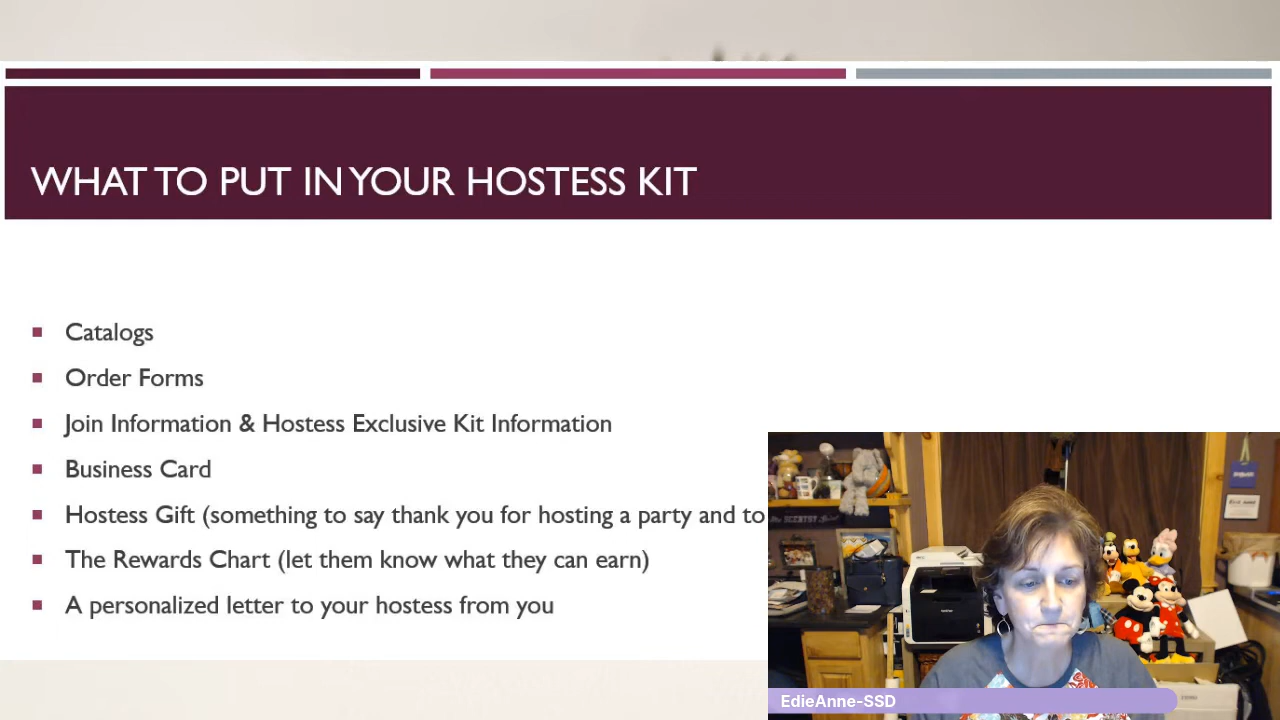 WHAT TO PUT IN YOUR HOSTESS KIT
Catalogs
Order Forms
Join Information & Hostess Exclusive Kit Information
Business Card
Hostess Gift (something to say thank you for hosting a party and to
The Rewards Chart (let them know what they can earn)
A personalized letter to your hostess from you
EdieAnne-SSD